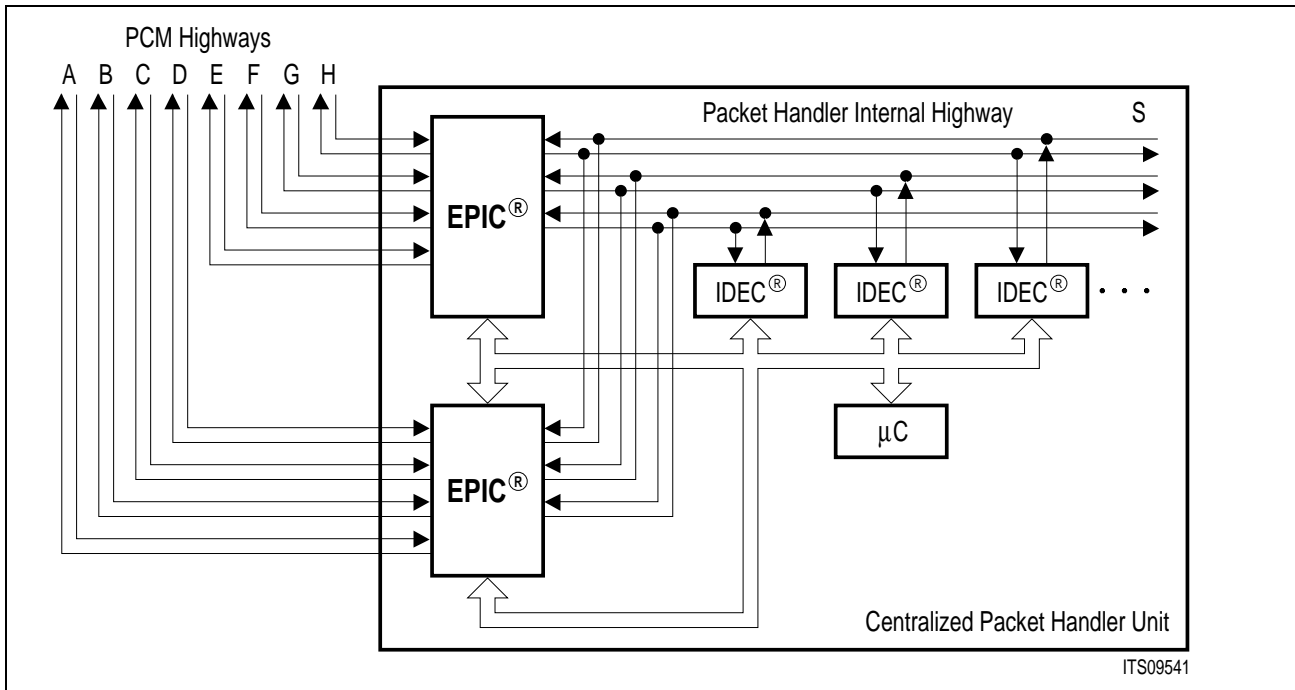 PCM Highways
A B C D E F G H
Packet Handler Internal Highway S
EPIC®
IDEC® IDEC® IDEC® . . .
μC
EPIC®
Centralized Packet Handler Unit
ITS09541